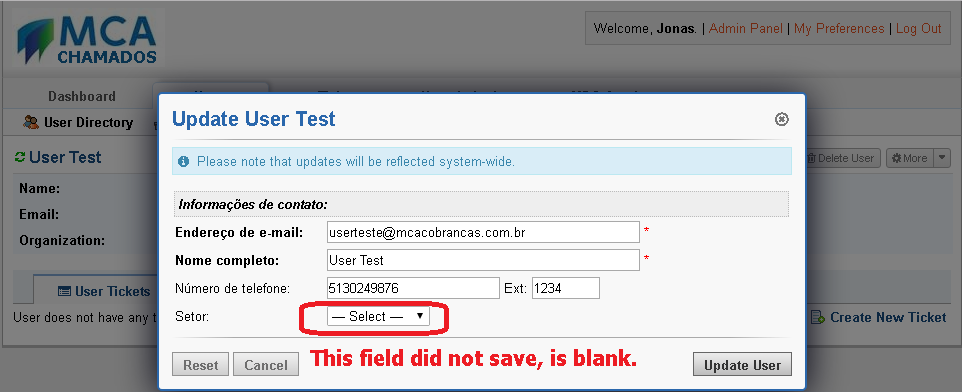 MCA
CHAMADOS
Welcome, Jonas. | Admin Panel | My Preferences | Log Out
Dashboard
User Directory
Update User Test
Please note that updates will be reflected system-wide.
User Test
Delete User
More
Name:
Email:
Organization:
Informações de contato:
Endereço de e-mail: userteste@mcacobrancas.com.br *
Nome completo: User Test *
Número de telefone: 5130249876 Ext: 1234
Setor: — Select —
User Tickets
User does not have any t
Create New Ticket
Reset Cancel This field did not save, is blank. Update User